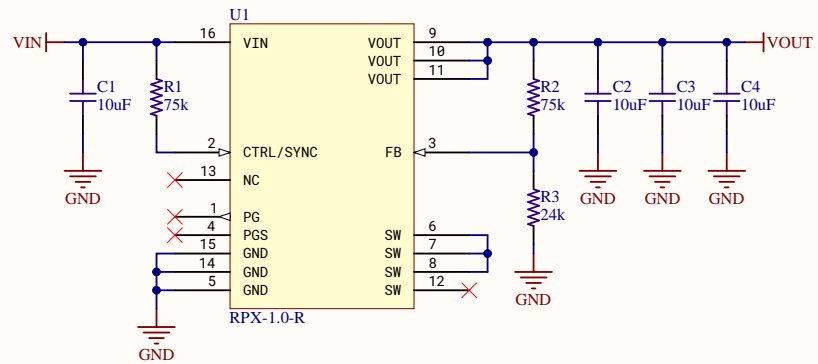 U1
VIN
16
VIN
VOUT
9
VOUT
VOUT
10
VOUT
11
C1
10uF
R1
75k
R2
75k
C2
10uF
C3
10uF
C4
10uF
2
CTRL/SYNC
FB
3
13
NC
GND
GND
GND
GND
R3
24k
1
PG
4
PGS
SW
6
15
GND
SW
7
14
GND
SW
8
5
GND
SW
12
GND
RPX-1.0-R
GND